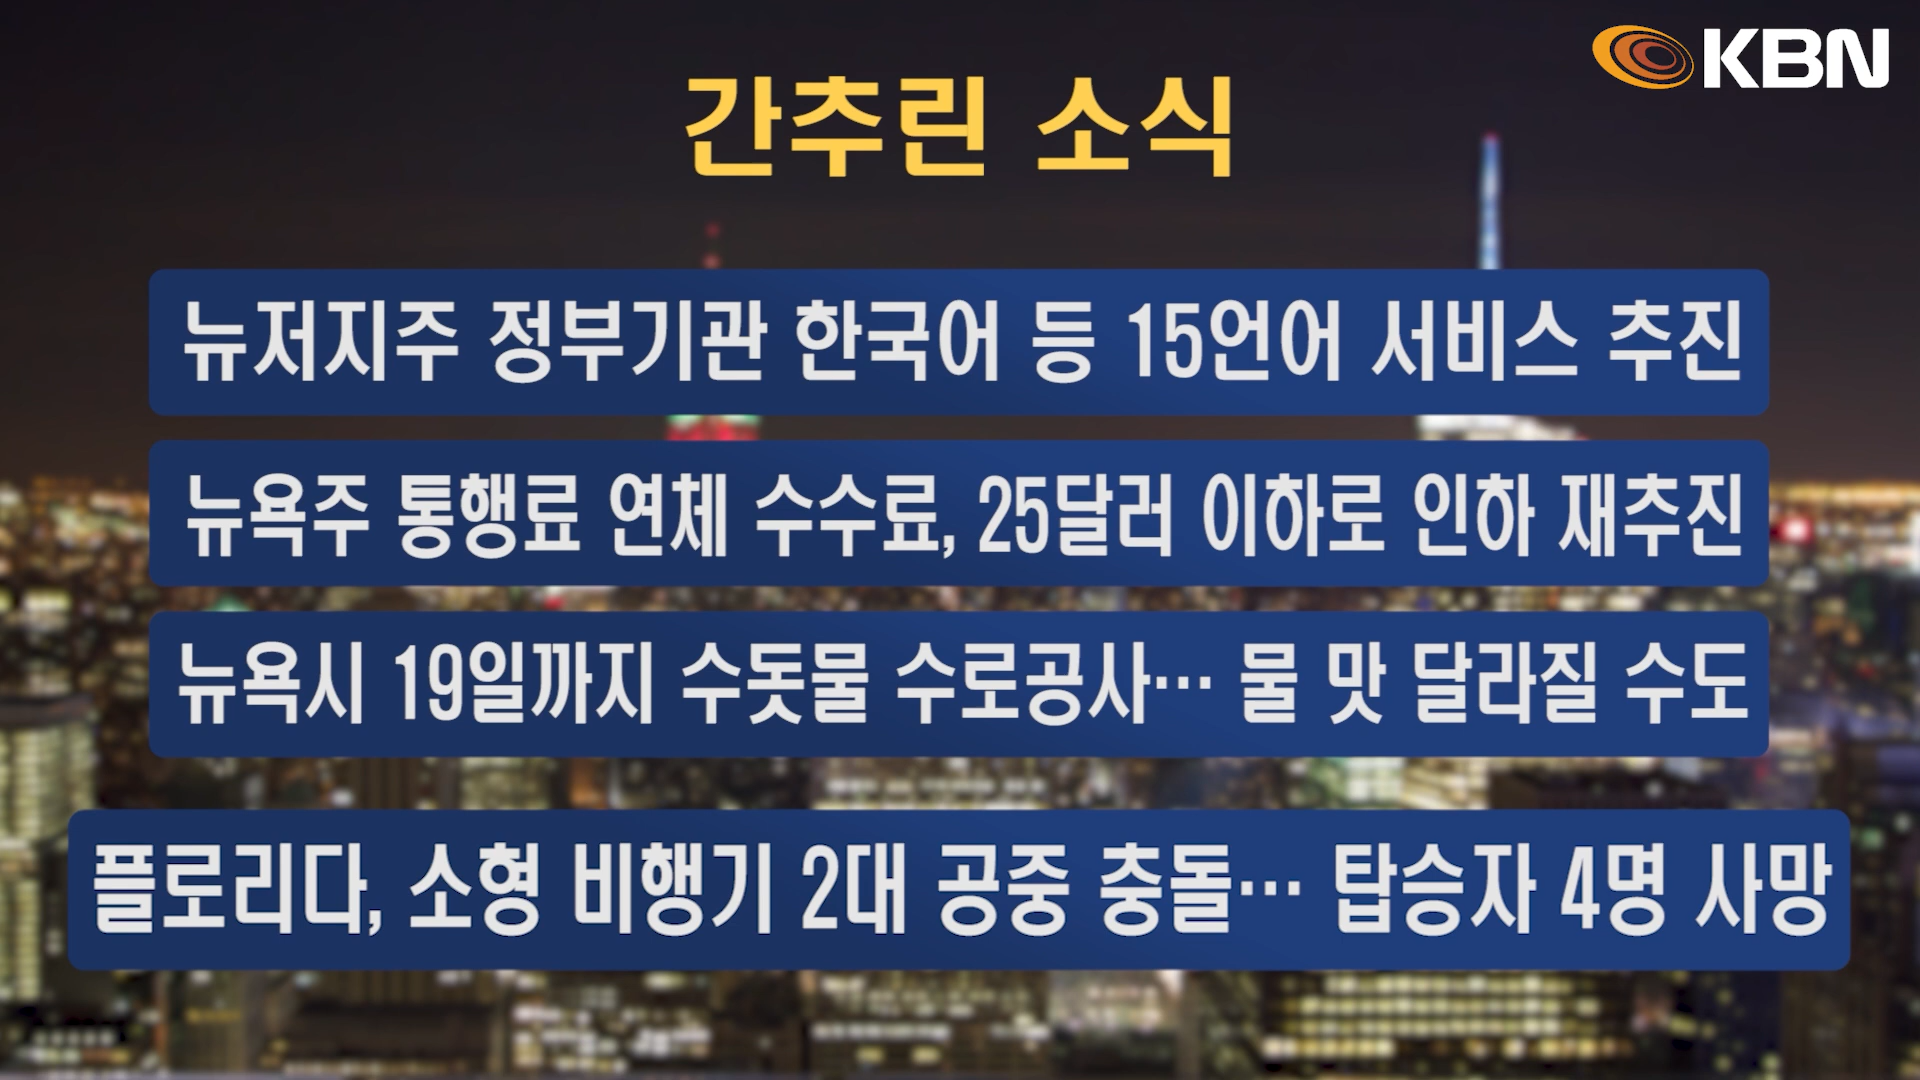 KBN
간추린 소식
뉴저지주 정부기관 한국어 등 15언어 서비스 추진
뉴욕주 통행료 연체 수수료, 25달러 이하로 인하 재추진
뉴욕시 19일까지 수돗물 수로공사… 물 맛 달라질 수도
플로리다, 소형 비행기 2대 공중 충돌… 탑승자 4명 사망